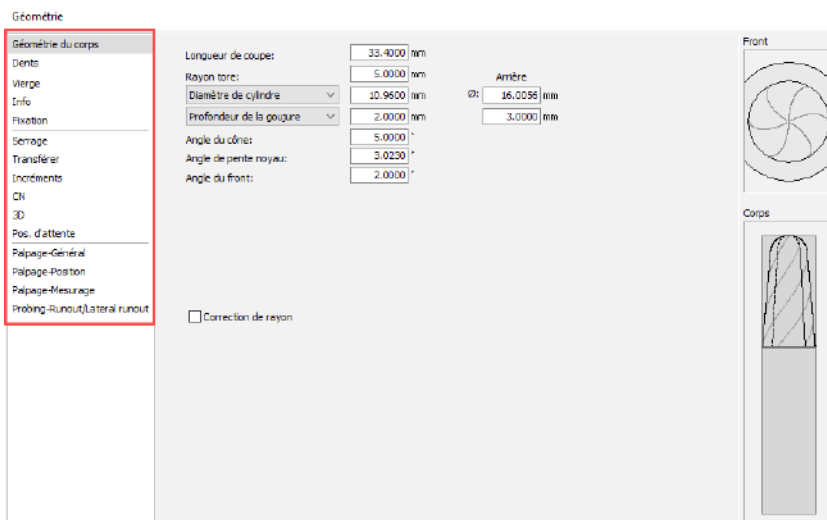 Géométrie
Géométrie du corps
Dents
Vierge
Info
Fixation
Serrage
Transférer
Incréments
CN
3D
Pos. d'attente
Palpage-Général
Palpage-Position
Palpage-Mesurage
Probing-Runout/Lateral runout
Longueur de coupe: 33.4000 mm
Rayon tore: 5.0000 mm Arrière
Diamètre de cylindre 10.9600 mm Ø: 16.0056 mm
Profondeur de la goujure 2.0000 mm 3.0000 mm
Angle du cône: 5.0000 °
Angle de pente noyau: 3.0230 °
Angle du front: 2.0000 °
Correction de rayon
Front
Corps